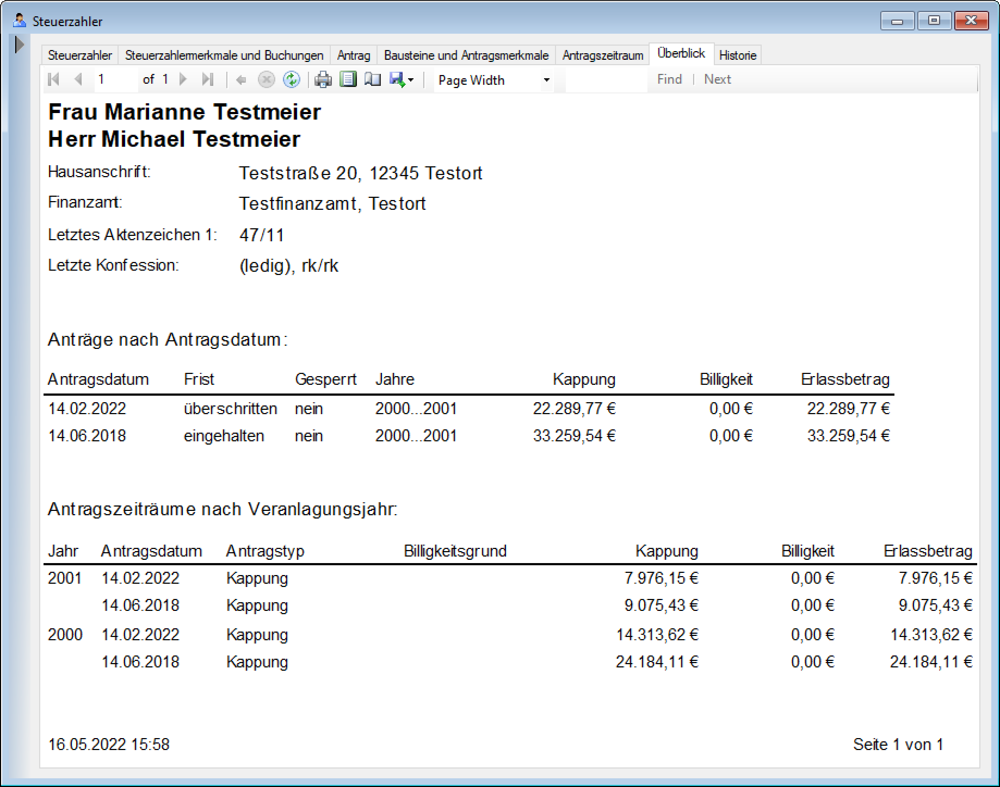 Steuerzahler
Steuerzahler Steuerzahlermerkmale und Buchungen Antrag Bausteine und Antragsmerkmale Antragszeitraum Überblick Historie
1 of 1 Page Width Find Next
Frau Marianne Testmeier
Herr Michael Testmeier
Hausanschrift: Teststraße 20, 12345 Testort
Finanzamt: Testfinanzamt, Testort
Letztes Aktenzeichen 1: 47/11
Letzte Konfession: (ledig), rk/rk
Anträge nach Antragsdatum:
Antragsdatum Frist Gesperrt Jahre Kappung Billigkeit Erlassbetrag
14.02.2022 überschritten nein 2000...2001 22.289,77 € 0,00 € 22.289,77 €
14.06.2018 eingehalten nein 2000...2001 33.259,54 € 0,00 € 33.259,54 €
Antragszeiträume nach Veranlagungsjahr:
Jahr Antragsdatum Antragstyp Billigkeitsgrund Kappung Billigkeit Erlassbetrag
2001 14.02.2022 Kappung 7.976,15 € 0,00 € 7.976,15 €
14.06.2018 Kappung 9.075,43 € 0,00 € 9.075,43 €
2000 14.02.2022 Kappung 14.313,62 € 0,00 € 14.313,62 €
14.06.2018 Kappung 24.184,11 € 0,00 € 24.184,11 €
16.05.2022 15:58 Seite 1 von 1